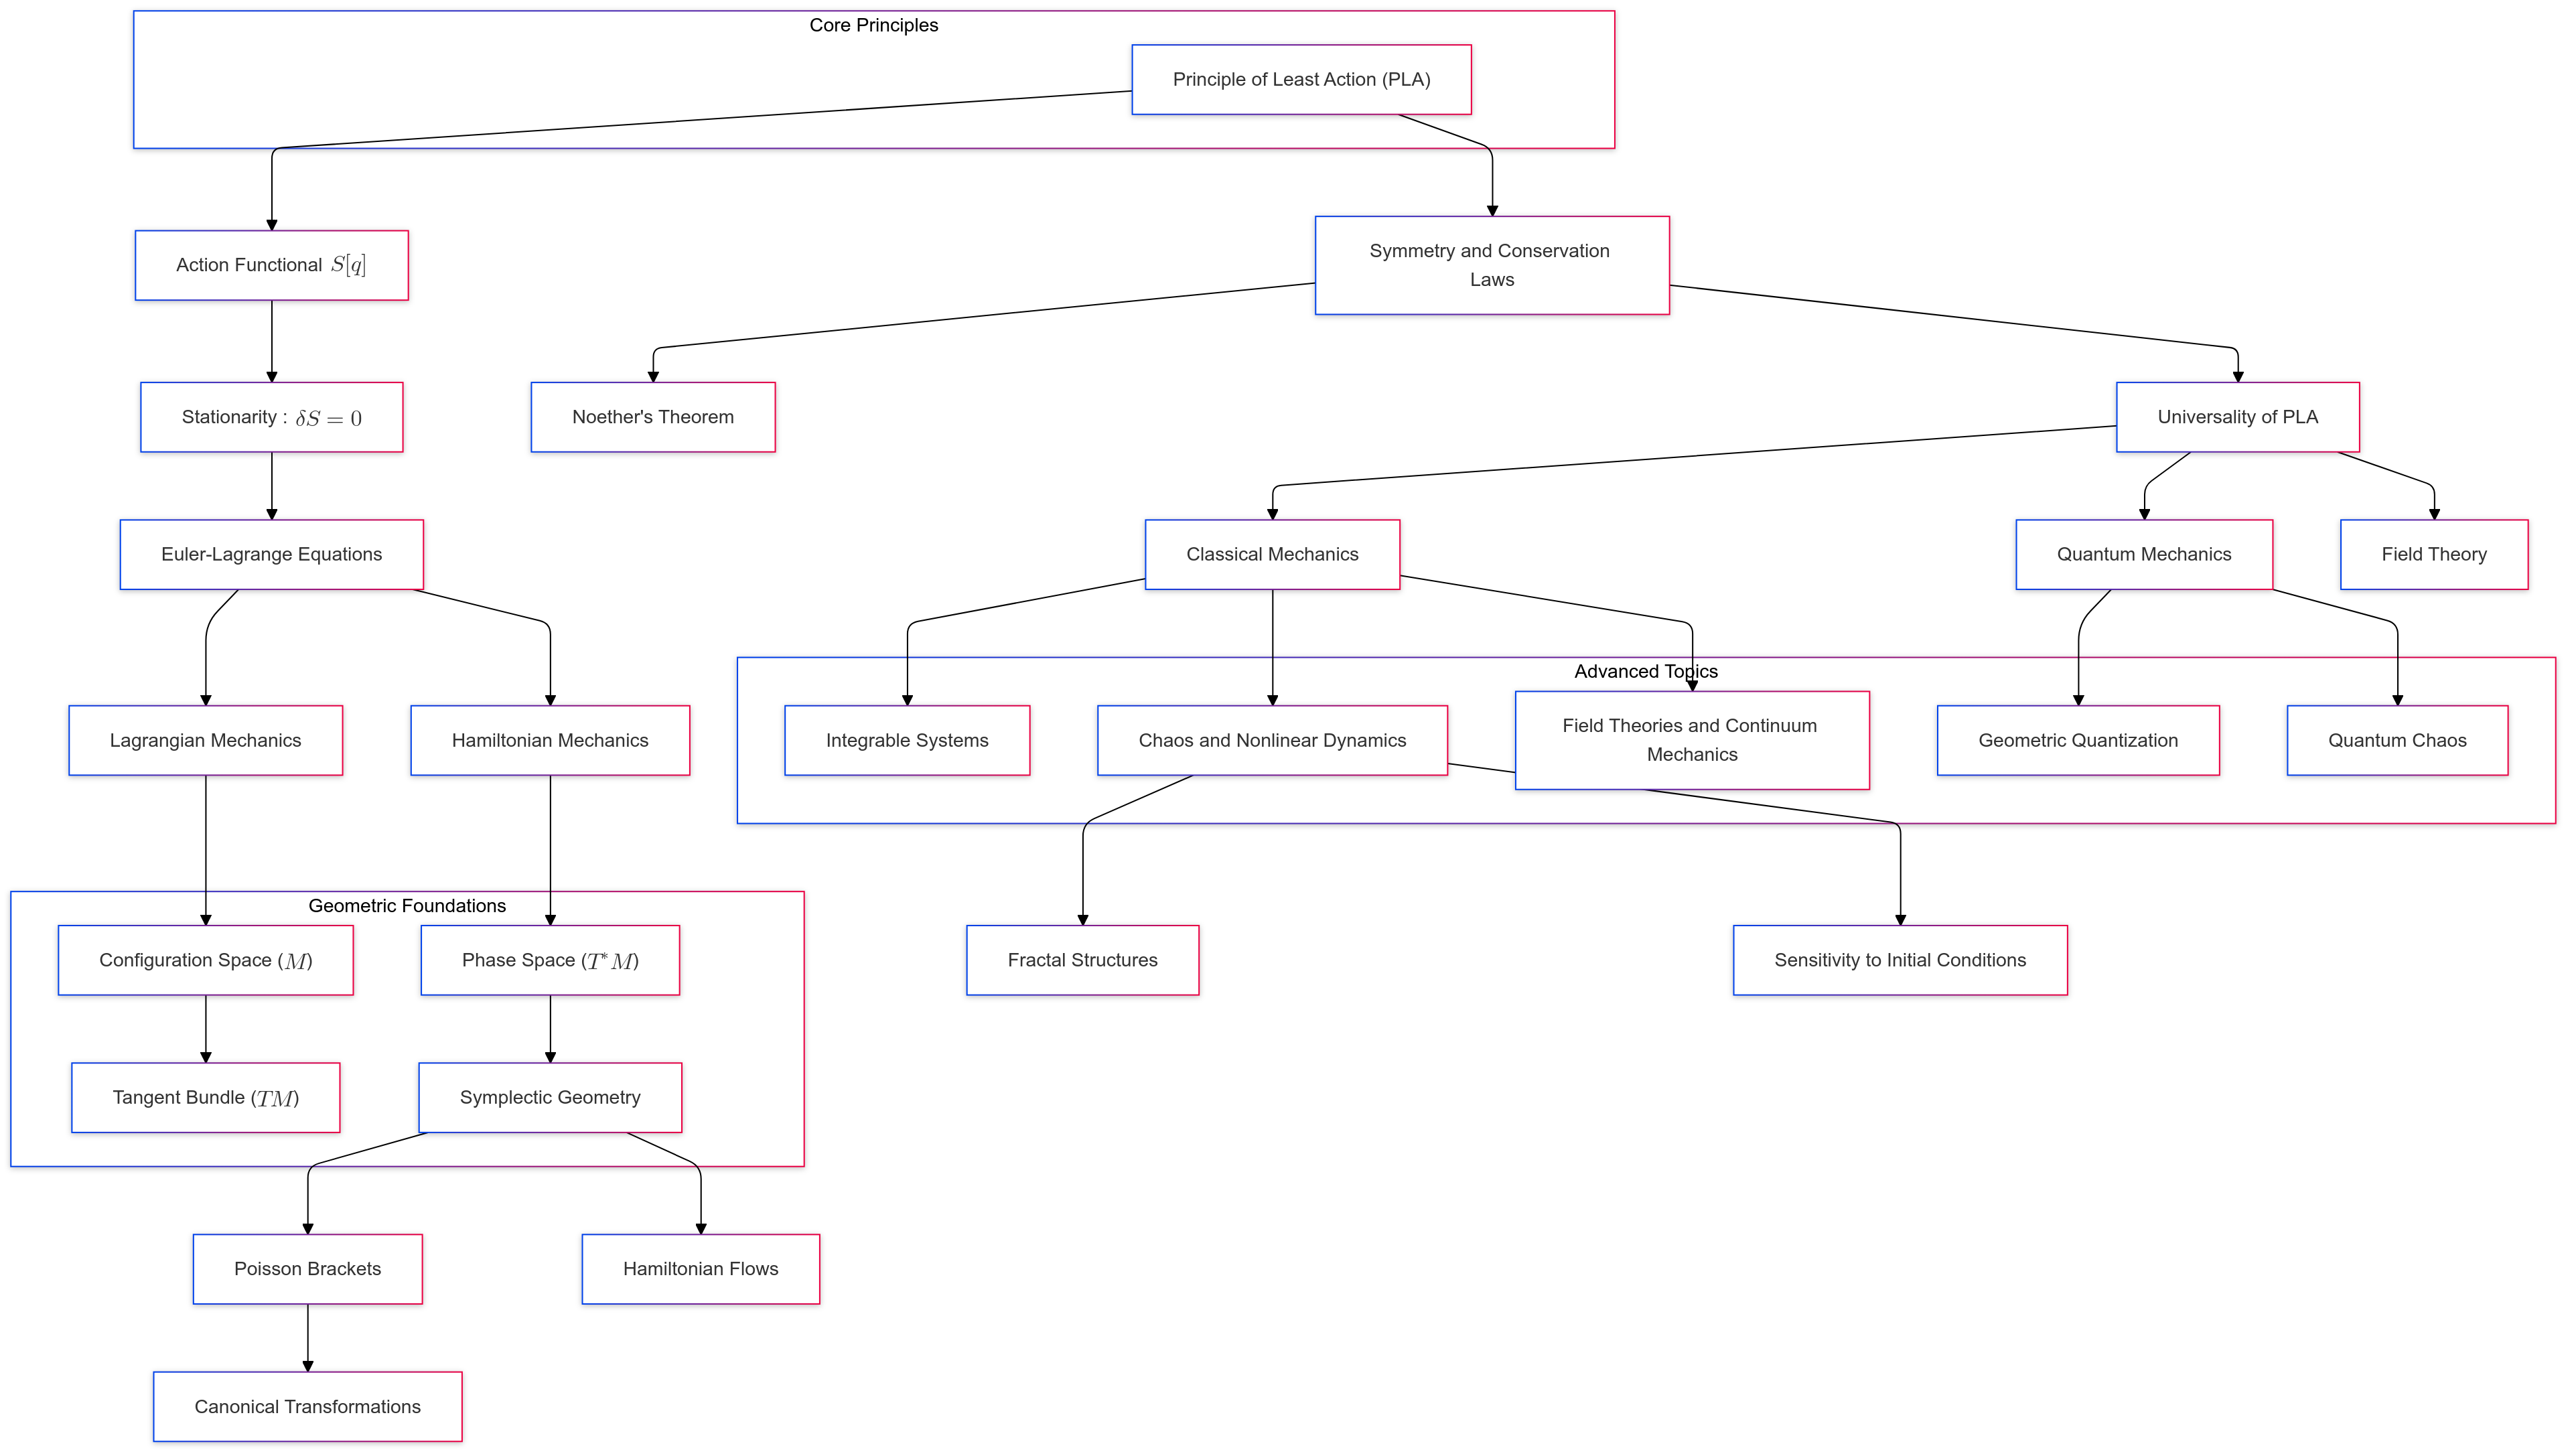 Core Principles
Principle of Least Action (PLA)
Action Functional S[q]
Symmetry and Conservation
Laws
Stationarity : δS = 0
Noether's Theorem
Universality of PLA
Euler-Lagrange Equations
Classical Mechanics
Quantum Mechanics
Field Theory
Advanced Topics
Lagrangian Mechanics
Hamiltonian Mechanics
Integrable Systems
Chaos and Nonlinear Dynamics
Field Theories and Continuum
Mechanics
Geometric Quantization
Quantum Chaos
Geometric Foundations
Configuration Space (M)
Phase Space (T*M)
Fractal Structures
Sensitivity to Initial Conditions
Tangent Bundle (TM)
Symplectic Geometry
Poisson Brackets
Hamiltonian Flows
Canonical Transformations